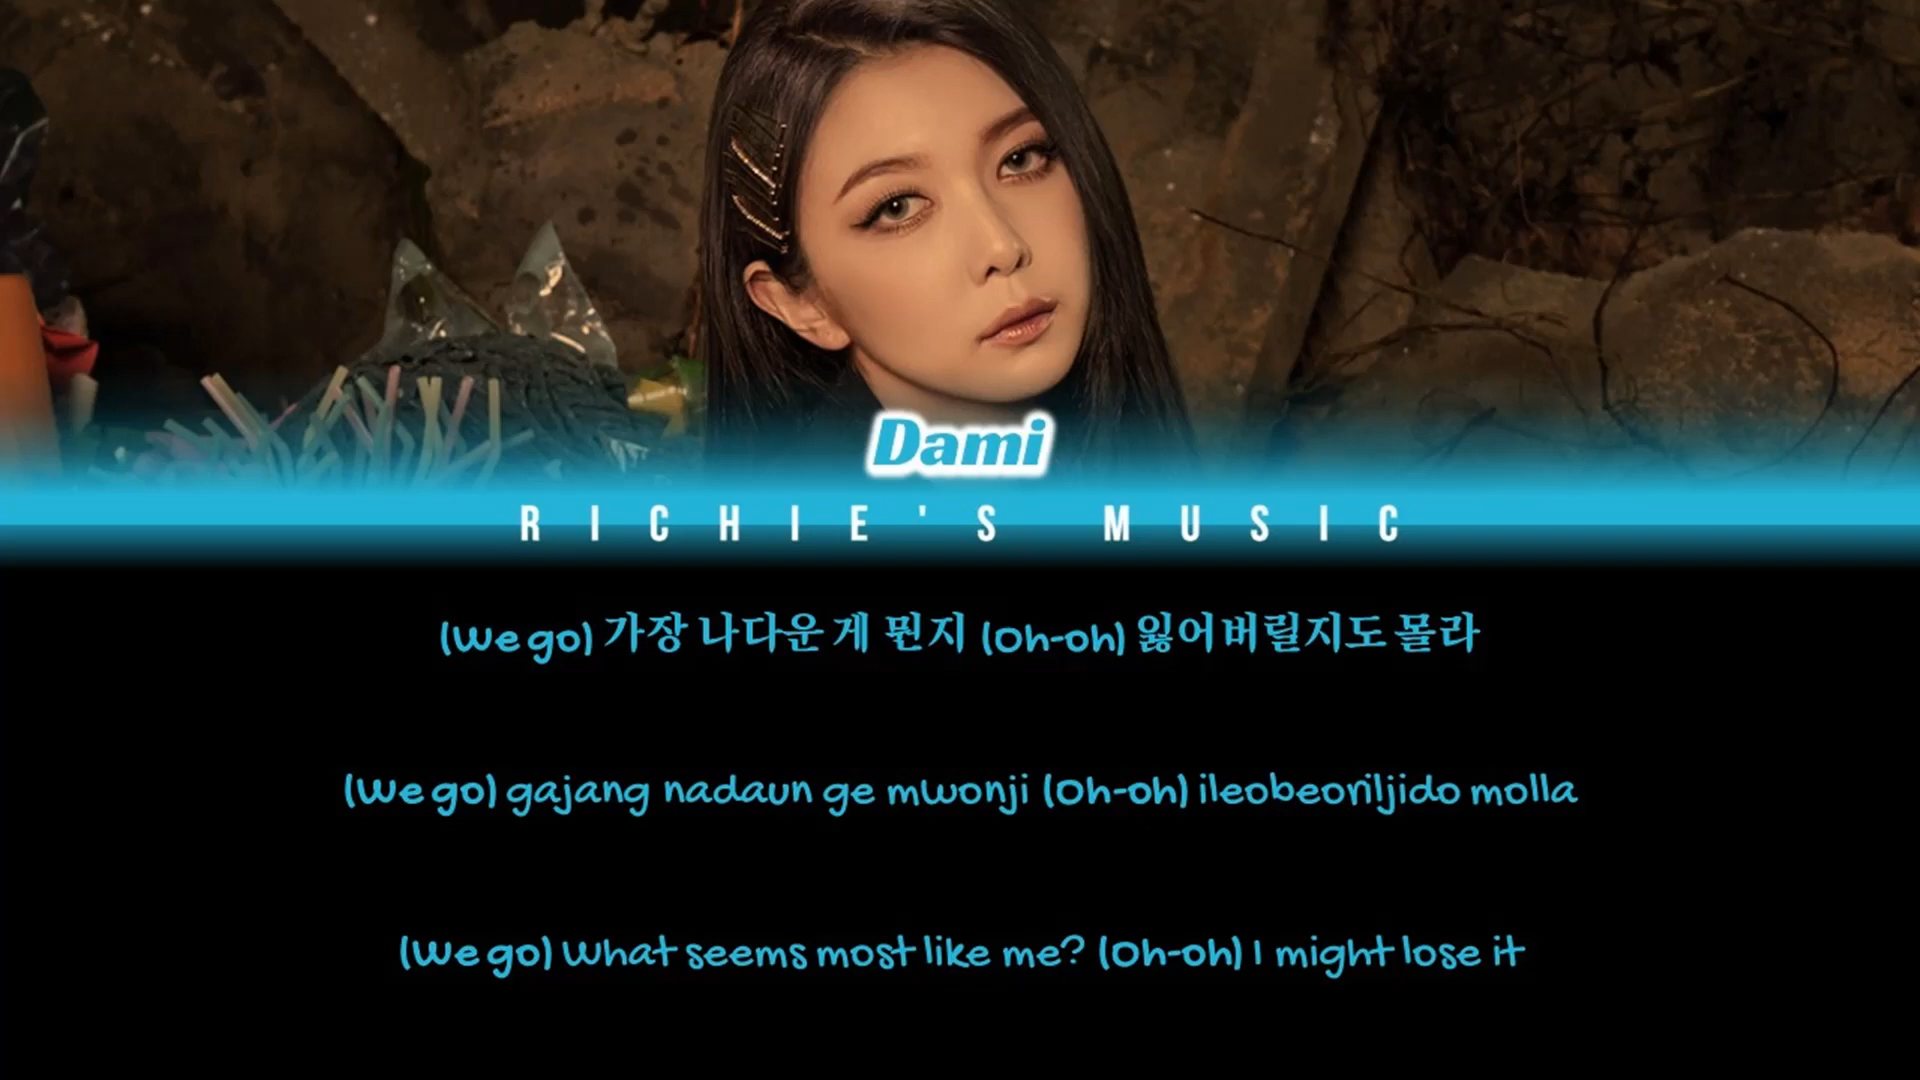 Dami
RICHIE'S MUSIC
(We go) 가장 나다운 게 뭔지 (Oh-oh) 잃어버릴지도 몰라
(We go) gajang nadaun ge mwonji (Oh-oh) ileobeoriljido molla
(We go) What seems most like me? (Oh-oh) I might lose it